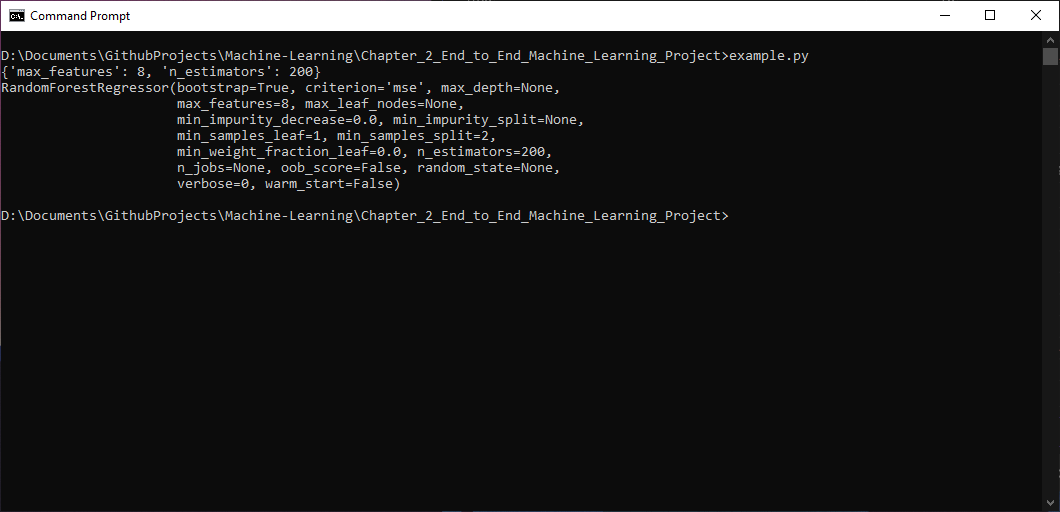 Command Prompt
D:\Documents\GithubProjects\Machine-Learning\Chapter_2_End_to_End_Machine_Learning_Project>example.py
{'max_features': 8, 'n_estimators': 200}
RandomForestRegressor(bootstrap=True, criterion='mse', max_depth=None,
                      max_features=8, max_leaf_nodes=None,
                      min_impurity_decrease=0.0, min_impurity_split=None,
                      min_samples_leaf=1, min_samples_split=2,
                      min_weight_fraction_leaf=0.0, n_estimators=200,
                      n_jobs=None, oob_score=False, random_state=None,
                      verbose=0, warm_start=False)
D:\Documents\GithubProjects\Machine-Learning\Chapter_2_End_to_End_Machine_Learning_Project>